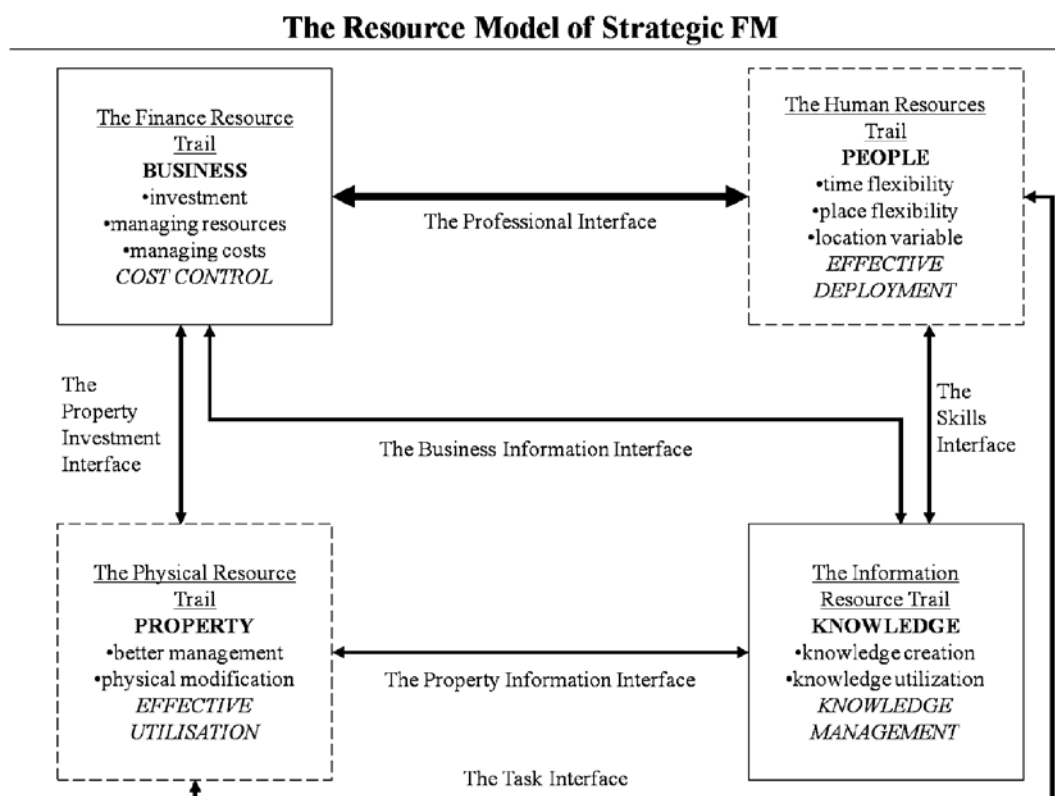 The Resource Model of Strategic FM
The Finance Resource
Trail
BUSINESS
•investment
•managing resources
•managing costs
COST CONTROL
The Professional Interface
The Human Resources
Trail
PEOPLE
•time flexibility
•place flexibility
•location variable
EFFECTIVE
DEPLOYMENT
The
Property
Investment
Interface
The Business Information Interface
The
Skills
Interface
The Physical Resource
Trail
PROPERTY
•better management
•physical modification
EFFECTIVE
UTILISATION
The Property Information Interface
The Information
Resource Trail
KNOWLEDGE
•knowledge creation
•knowledge utilization
KNOWLEDGE
MANAGEMENT
The Task Interface